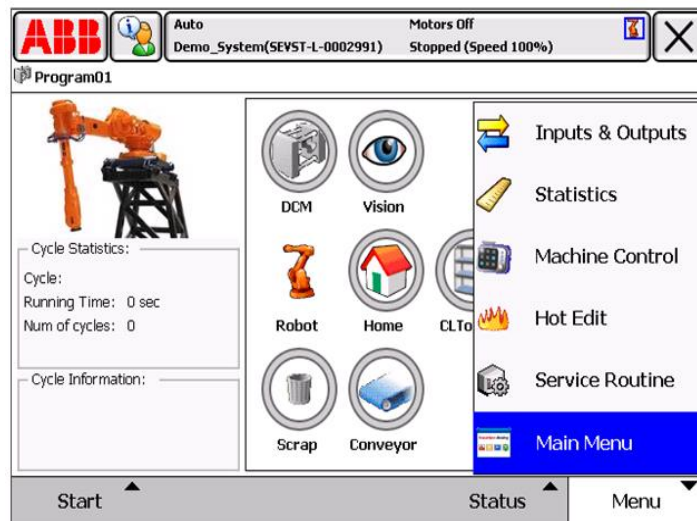 ABB
Auto
Motors Off
Demo_System(SEVST-L-0002991)
Stopped (Speed 100%)
Program01
DCM
Vision
Robot
Home
CLTo
Scrap
Conveyor
Cycle Statistics:
Cycle:
Running Time: 0 sec
Num of cycles: 0
Cycle Information:
Inputs & Outputs
Statistics
Machine Control
Hot Edit
Service Routine
Main Menu
Start
Status
Menu